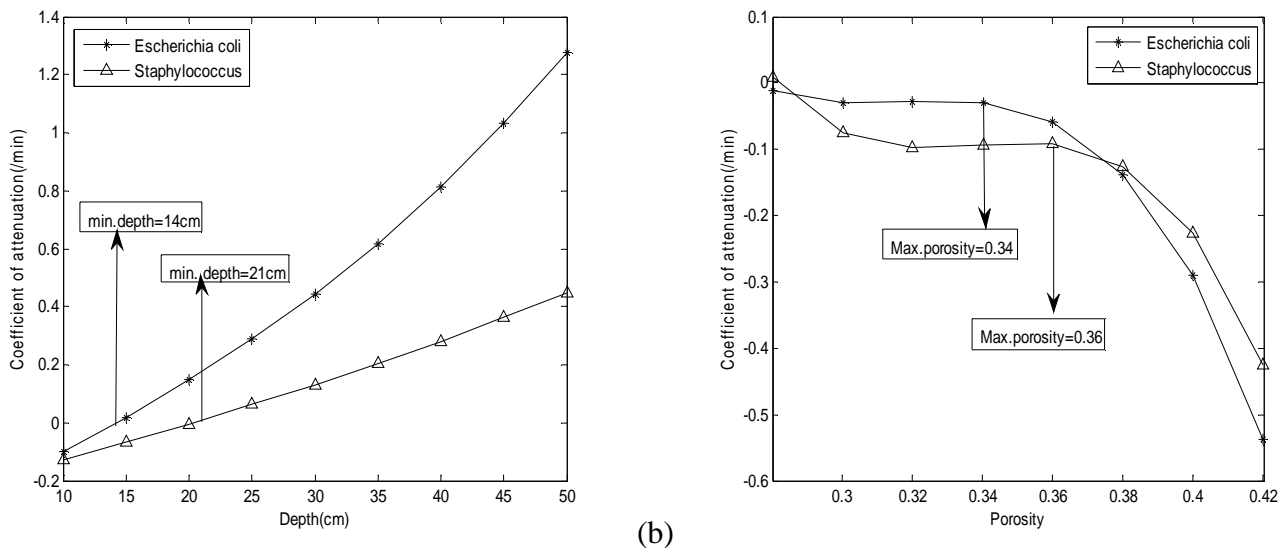 1.4
1.2
1
0.8
0.6
0.4
0.2
0
-0.2
Coefficient of attenuation(/min)
Escherichia coli
Staphylococcus
min.depth=14cm
min. depth=21cm
10 15 20 25 30 35 40 45 50
Depth(cm)
0.1
0
-0.1
-0.2
-0.3
-0.4
-0.5
-0.6
Coefficient of attenuation(/min)
Escherichia coli
Staphylococcus
Max.porosity=0.34
Max.porosity=0.36
0.3 0.32 0.34 0.36 0.38 0.4 0.42
Porosity
(b)